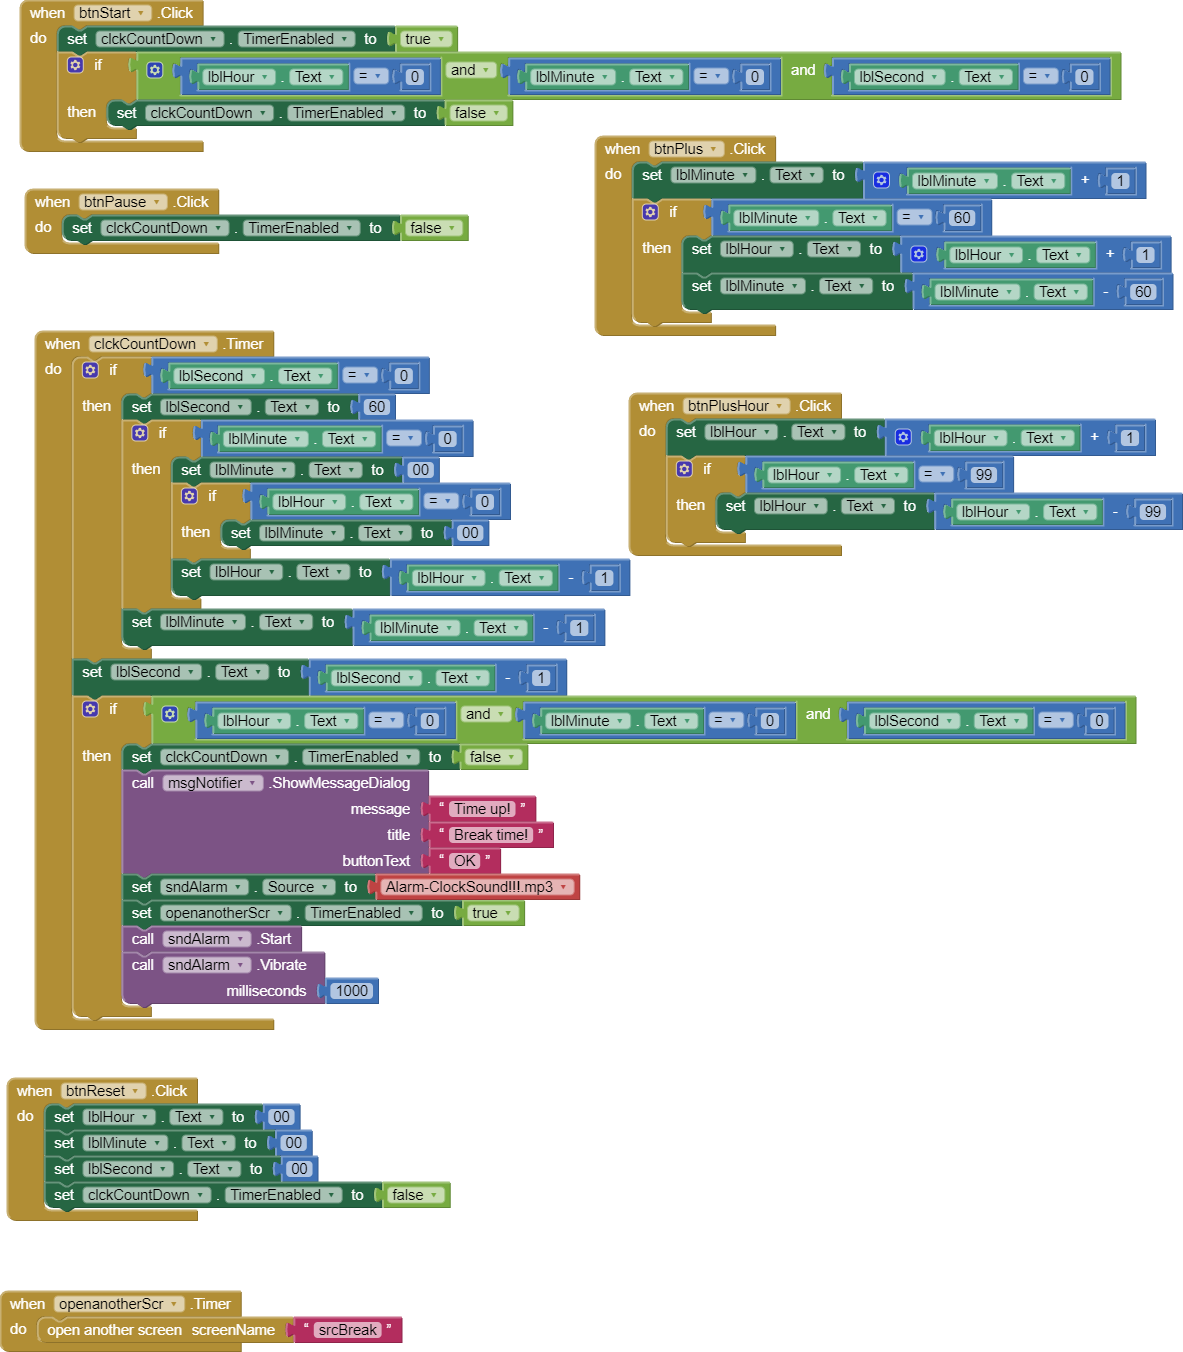 when btnStart .Click
do set clckCountDown . TimerEnabled to true
if lblHour . Text = 0 and lblMinute . Text = 0 and lblSecond . Text = 0
then set clckCountDown . TimerEnabled to false
when btnPause .Click
do set clckCountDown . TimerEnabled to false
when btnPlus .Click
do set lblMinute . Text to lblMinute . Text + 1
if lblMinute . Text = 60
then set lblHour . Text to lblHour . Text + 1
set lblMinute . Text to lblMinute . Text - 60
when clckCountDown .Timer
do if lblSecond . Text = 0
then set lblSecond . Text to 60
if lblMinute . Text = 0
then set lblMinute . Text to 00
if lblHour . Text = 0
then set lblMinute . Text to 00
set lblHour . Text to lblHour . Text - 1
set lblMinute . Text to lblMinute . Text - 1
set lblSecond . Text to lblSecond . Text - 1
if lblHour . Text = 0 and lblMinute . Text = 0 and lblSecond . Text = 0
then set clckCountDown . TimerEnabled to false
call msgNotifier .ShowMessageDialog
message “ Time up! ”
title “ Break time! ”
buttonText “ OK ”
set sndAlarm . Source to Alarm-ClockSound!!!.mp3
set openanotherScr . TimerEnabled to true
call sndAlarm .Start
call sndAlarm .Vibrate
milliseconds 1000
when btnPlusHour .Click
do set lblHour . Text to lblHour . Text + 1
if lblHour . Text = 99
then set lblHour . Text to lblHour . Text - 99
when btnReset .Click
do set lblHour . Text to 00
set lblMinute . Text to 00
set lblSecond . Text to 00
set clckCountDown . TimerEnabled to false
when openanotherScr .Timer
do open another screen screenName “ srcBreak ”